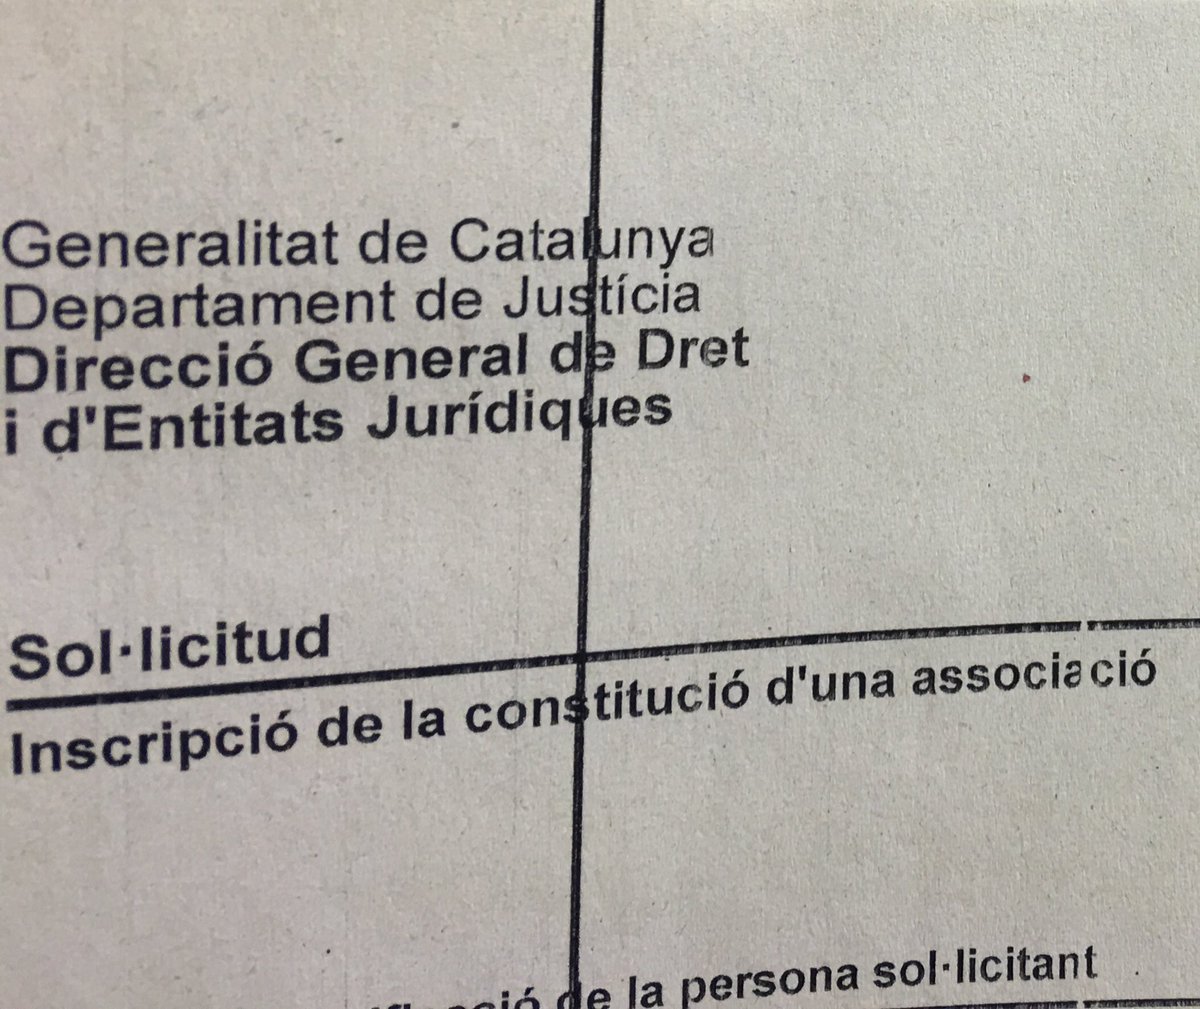 Generalitat de Catalunya
Departament de Justícia
Direcció General de Dret
i d'Entitats Jurídiques
Sol·licitud
Inscripció de la constitució d'una associació
de la persona sol·licitant